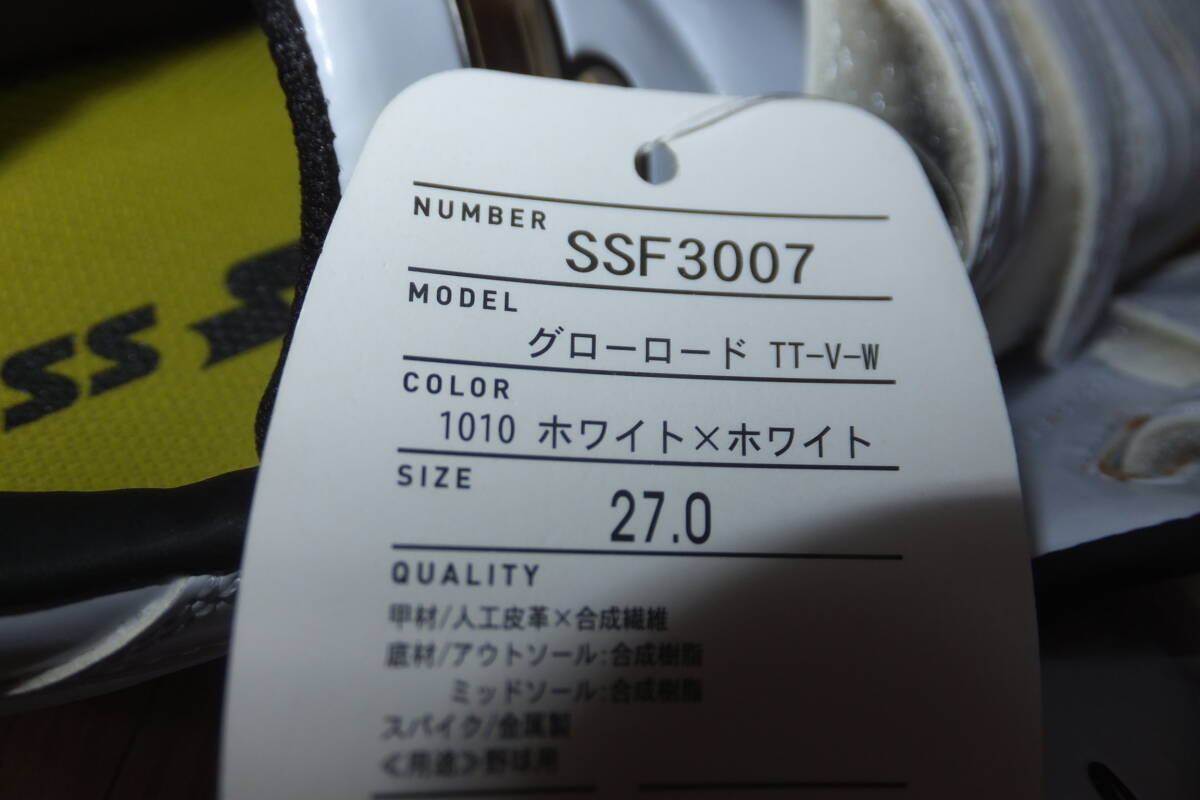 NUMBER
SSF3007
MODEL
グローロード TT-V-W
COLOR
1010 ホワイト×ホワイト
SIZE
27.0
QUALITY
甲材/人工皮革×合成繊維
底材/アウトソール:合成樹脂
ミッドソール:合成樹脂
スパイク/金属製
≪用途≫野球用
SS